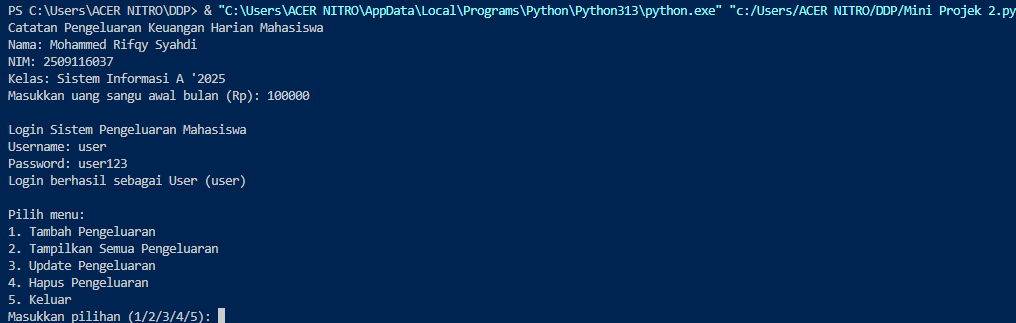 PS C:\Users\ACER NITRO\DDP> & "C:\Users\ACER NITRO\AppData\Local\Programs\Python\Python313\python.exe" "c:/Users/ACER NITRO/DDP/Mini Projek 2.py
Catatan Pengeluaran Keuangan Harian Mahasiswa
Nama: Mohammed Rifqy Syahdi
NIM: 2509116037
Kelas: Sistem Informasi A '2025
Masukkan uang sangu awal bulan (Rp): 100000
Login Sistem Pengeluaran Mahasiswa
Username: user
Password: user123
Login berhasil sebagai User (user)
Pilih menu:
1. Tambah Pengeluaran
2. Tampilkan Semua Pengeluaran
3. Update Pengeluaran
4. Hapus Pengeluaran
5. Keluar
Masukkan pilihan (1/2/3/4/5):